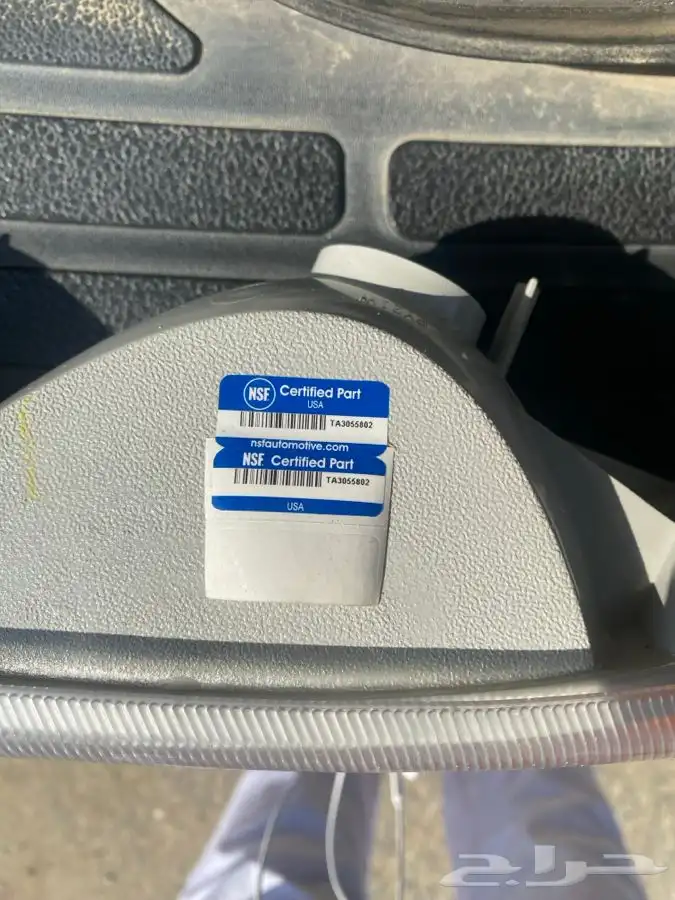 NSF Certified Part
USA
TA3055802
nsfautomotive.com
NSF Certified Part
TA3055802
USA
حراج